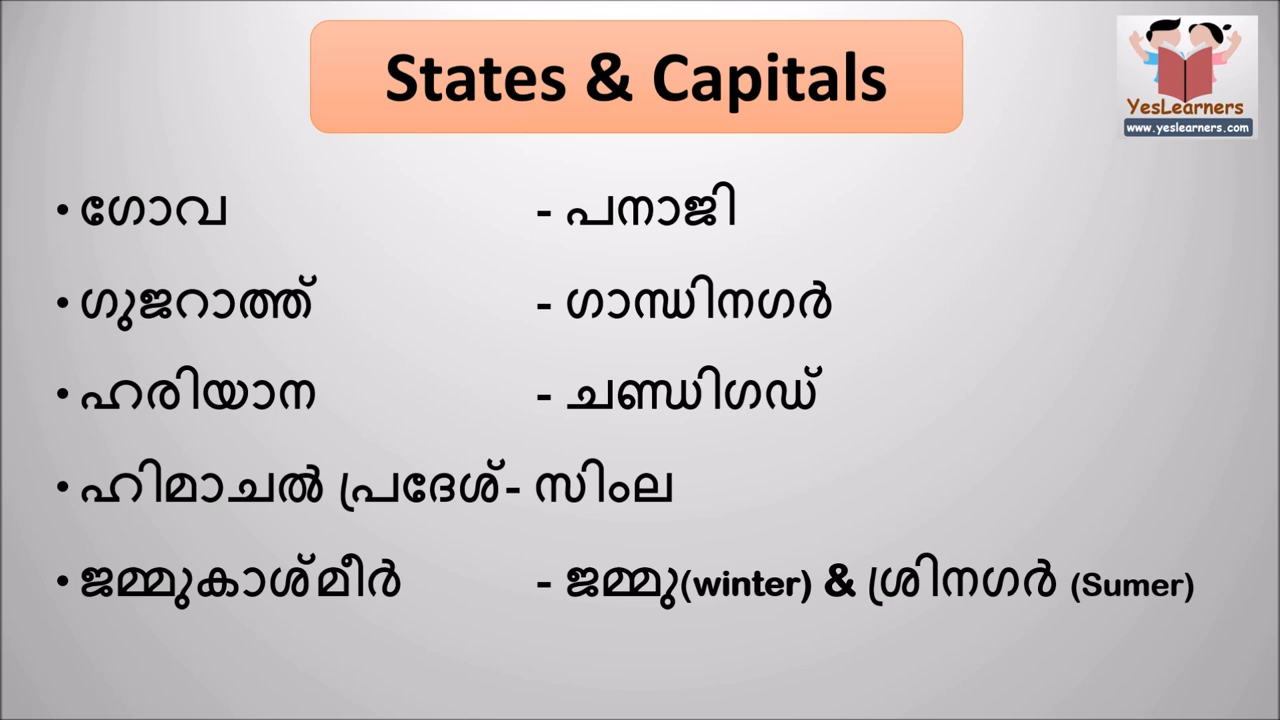 States & Capitals
YesLearners
www.yeslearners.com
• ഗോവ - പനാജി
• ഗുജറാത്ത് - ഗാന്ധിനഗർ
• ഹരിയാന - ചണ്ഡിഗഡ്
• ഹിമാചൽ പ്രദേശ്- സിംല
• ജമ്മുകാശ്മീർ - ജമ്മു(winter) & ശ്രിനഗർ (Sumer)